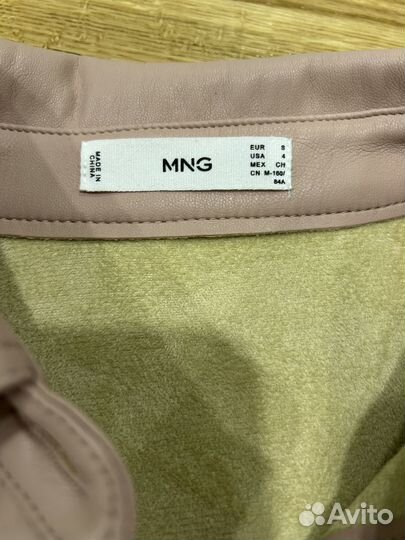 MADE IN
CHINA
MNG
EUR S
USA 4
MEX CH
CN M-160/
84A
Avito